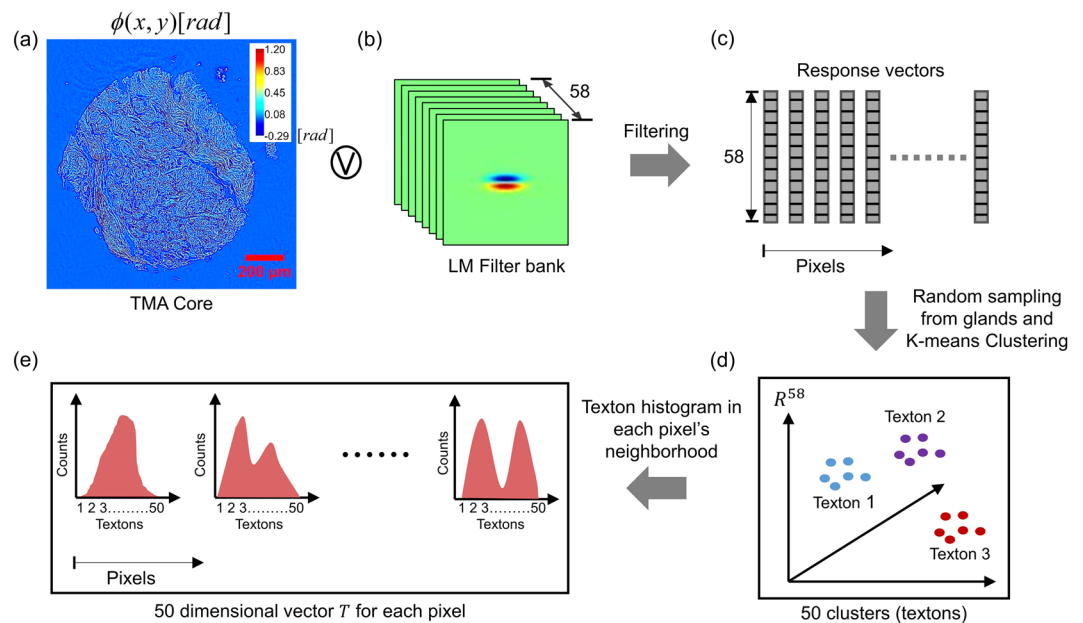 ϕ(x, y)[rad]
(a)
1.20
0.83
0.45
0.08
-0.29
[rad]
200 µm
TMA Core
(b)
58
LM Filter bank
Filtering
(c)
Response vectors
58
Pixels
Random sampling
from glands and
K-means Clustering
(d)
R^58
Texton 2
Texton 1
Texton 3
50 clusters (textons)
Texton histogram in
each pixel's
neighborhood
(e)
Counts
1 2 3.........50
Textons
Counts
1 2 3.........50
Textons
Counts
1 2 3.........50
Textons
Pixels
50 dimensional vector T for each pixel